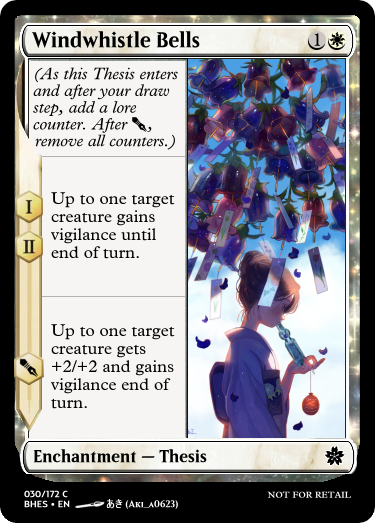 Windwhistle Bells 1
(As this Thesis enters
and after your draw
step, add a lore
counter. After ✒,
remove all counters.)
I
II
Up to one target
creature gains
vigilance until
end of turn.
Up to one target
creature gets
+2/+2 and gains
vigilance end of
turn.
Enchantment — Thesis
030/172 C
BHES • EN あき (Aki_a0623)
NOT FOR RETAIL